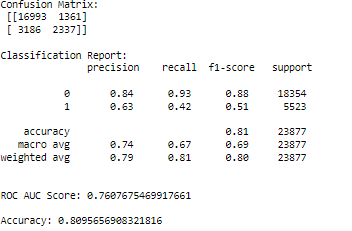 Confusion Matrix:
[[16993 1361]
[ 3186 2337]]
Classification Report:
precision recall f1-score support
0 0.84 0.93 0.88 18354
1 0.63 0.42 0.51 5523
accuracy 0.81 23877
macro avg 0.74 0.67 0.69 23877
weighted avg 0.79 0.81 0.80 23877
ROC AUC Score: 0.7607675469917661
Accuracy: 0.8095656908321816